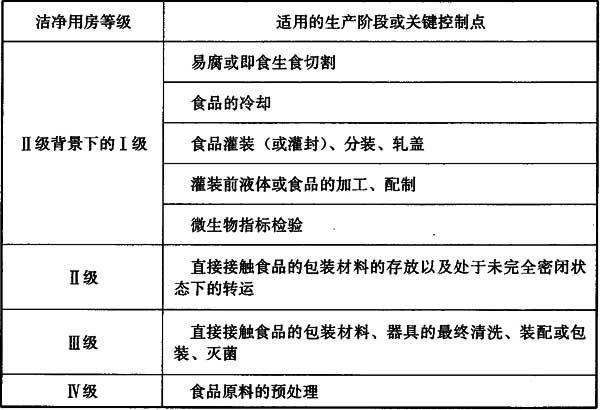 洁净用房等级
适用的生产阶段或关键控制点
Ⅱ级背景下的Ⅰ级
易腐或即食生食切割
食品的冷却
食品灌装（或灌封）、分装、轧盖
灌装前液体或食品的加工、配制
微生物指标检验
Ⅱ级
直接接触食品的包装材料的存放以及处于未完全密闭状
态下的转运
Ⅲ级
直接接触食品的包装材料、器具的最终清洗、装配或包
装、灭菌
Ⅳ级
食品原料的预处理